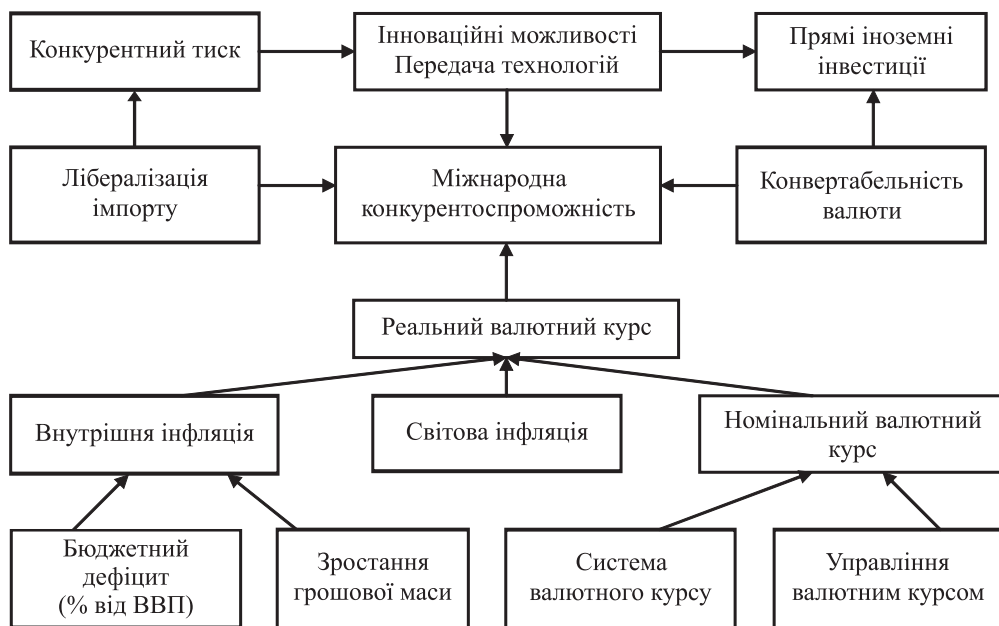 Конкурентний тиск
Інноваційні можливості
Передача технологій
Прямі іноземні
інвестиції
Лібералізація
імпорту
Міжнародна
конкурентоспроможність
Конвертабельність
валюти
Реальний валютний курс
Внутрішня інфляція
Світова інфляція
Номінальний валютний
курс
Бюджетний
дефіцит
(% від ВВП)
Зростання
грошової маси
Система
валютного курсу
Управління
валютним курсом